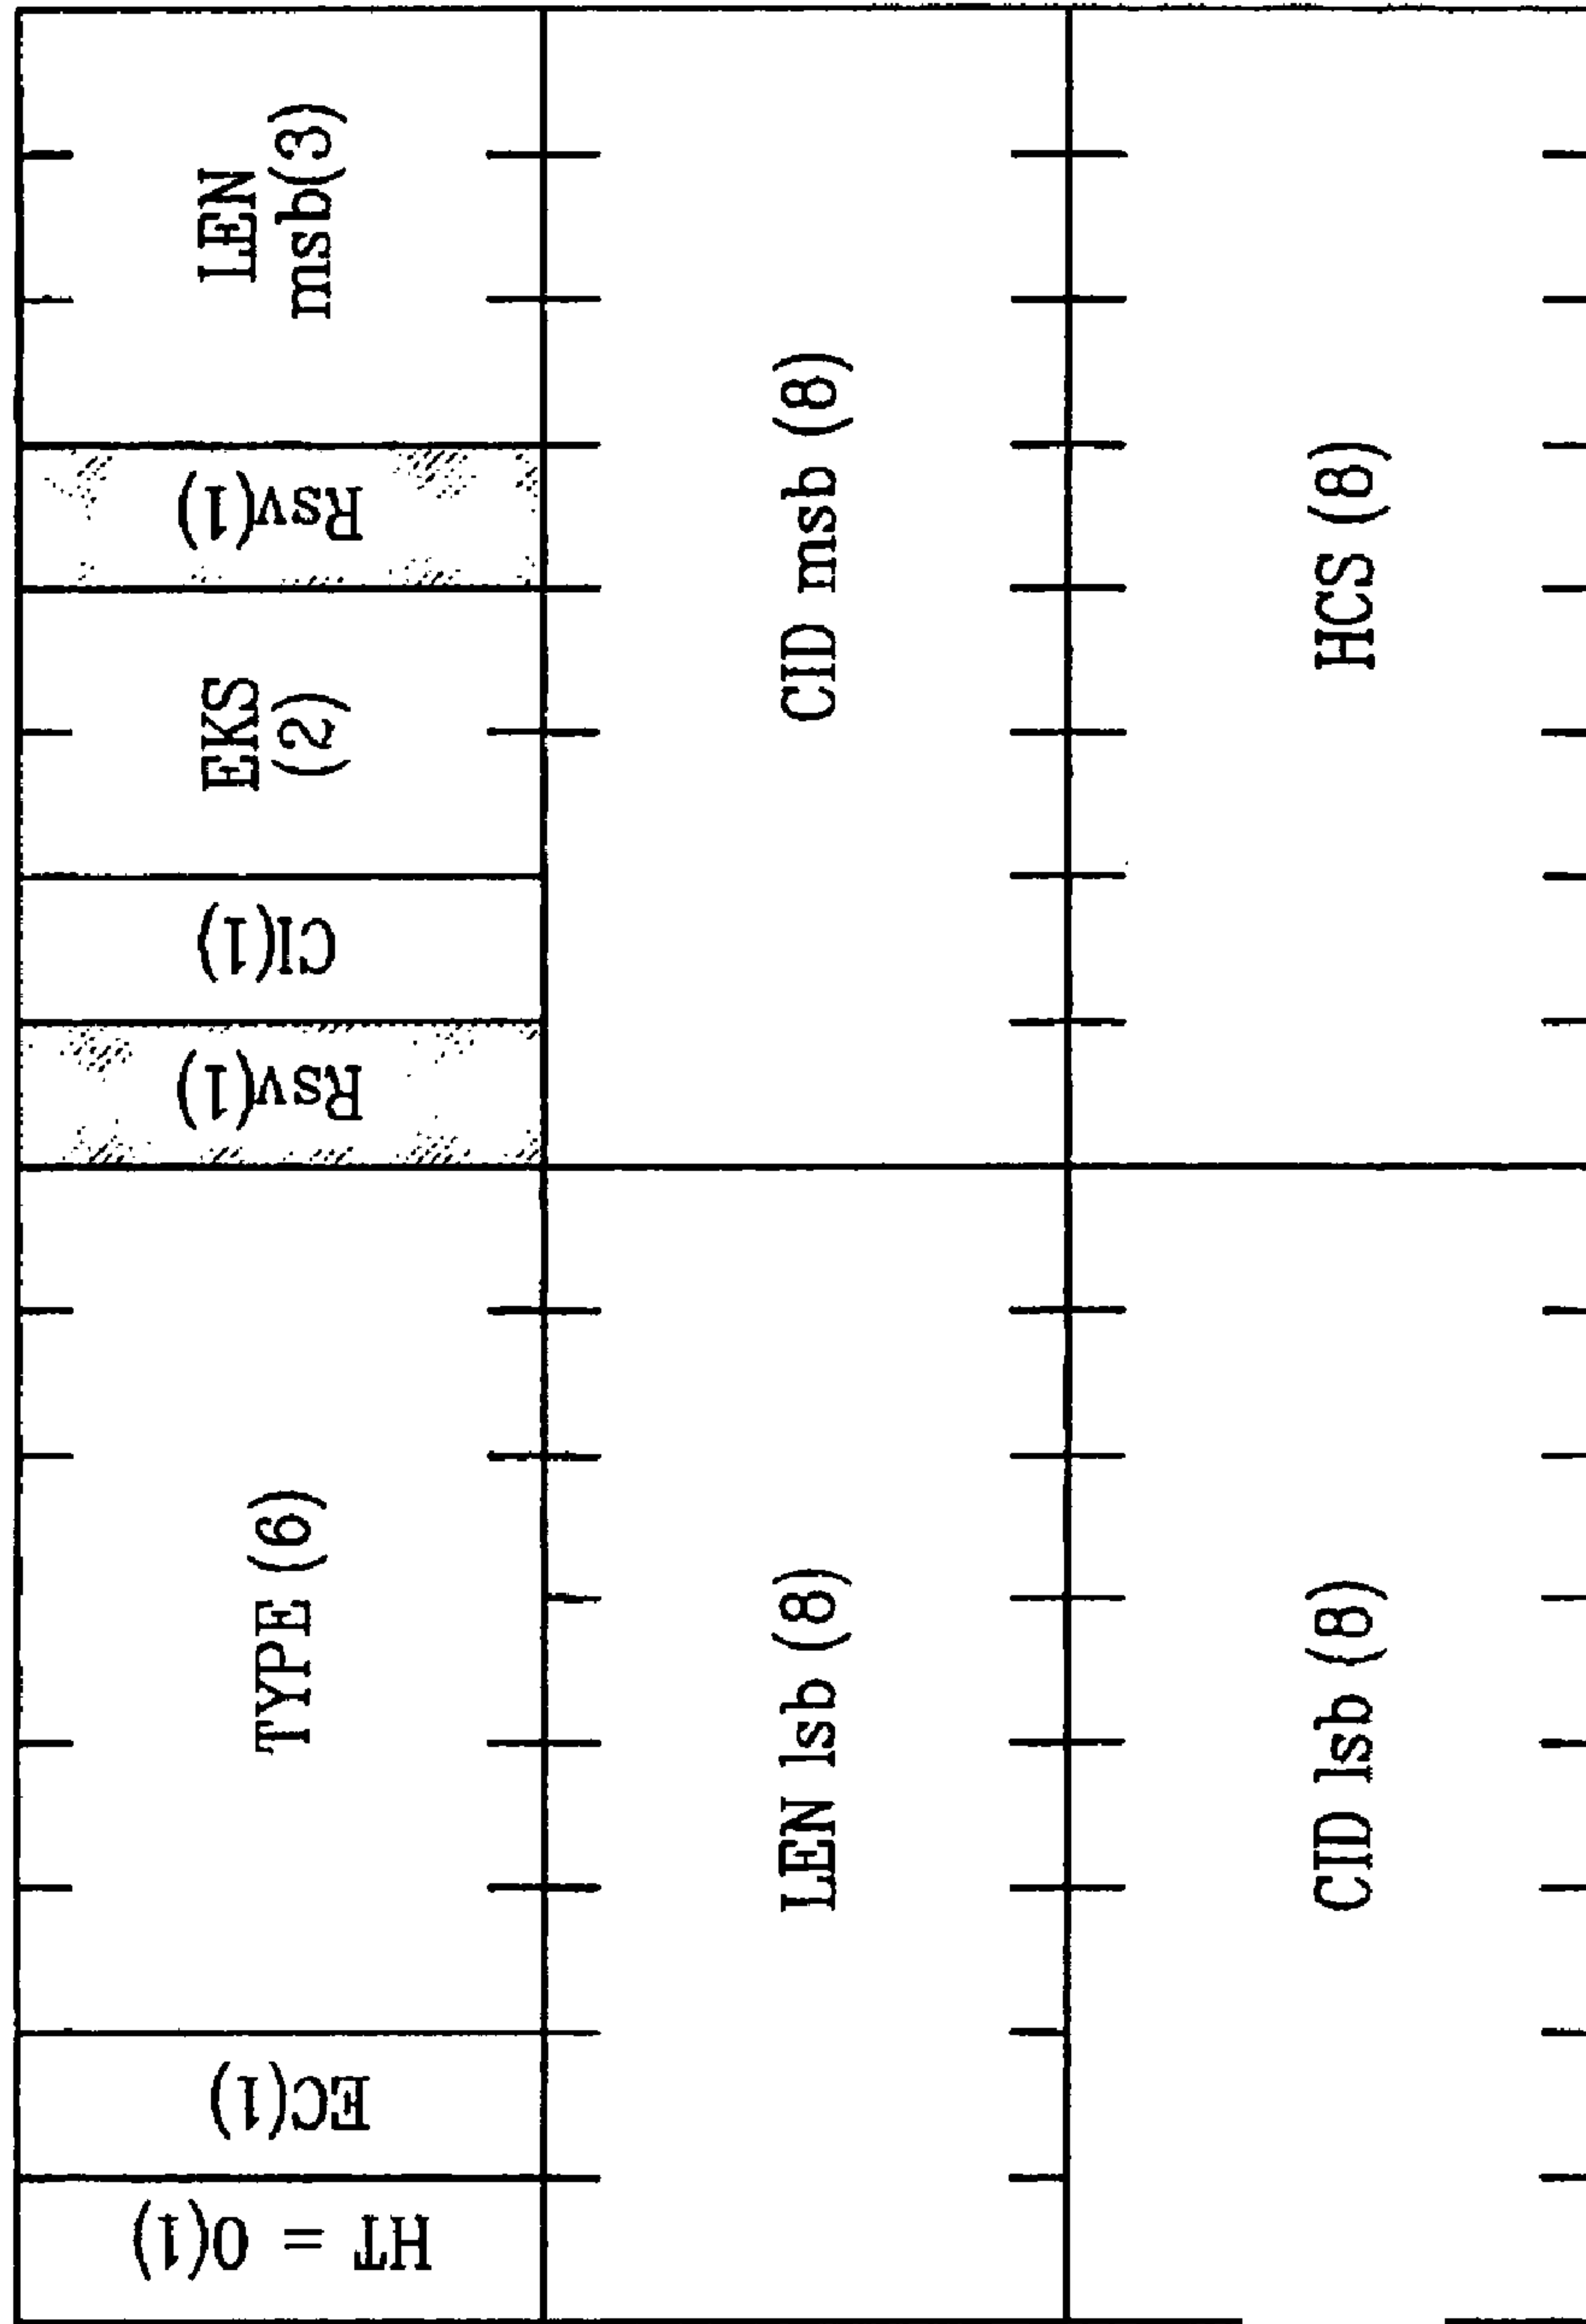 HT = 0(1)
EC(1)
TYPE (6)
Rsv(1)
CI(1)
EKS
(2)
Rsv(1)
LEN
msb(3)
LEN lsb (8)
CID msb (8)
CID lsb (8)
HCS (8)